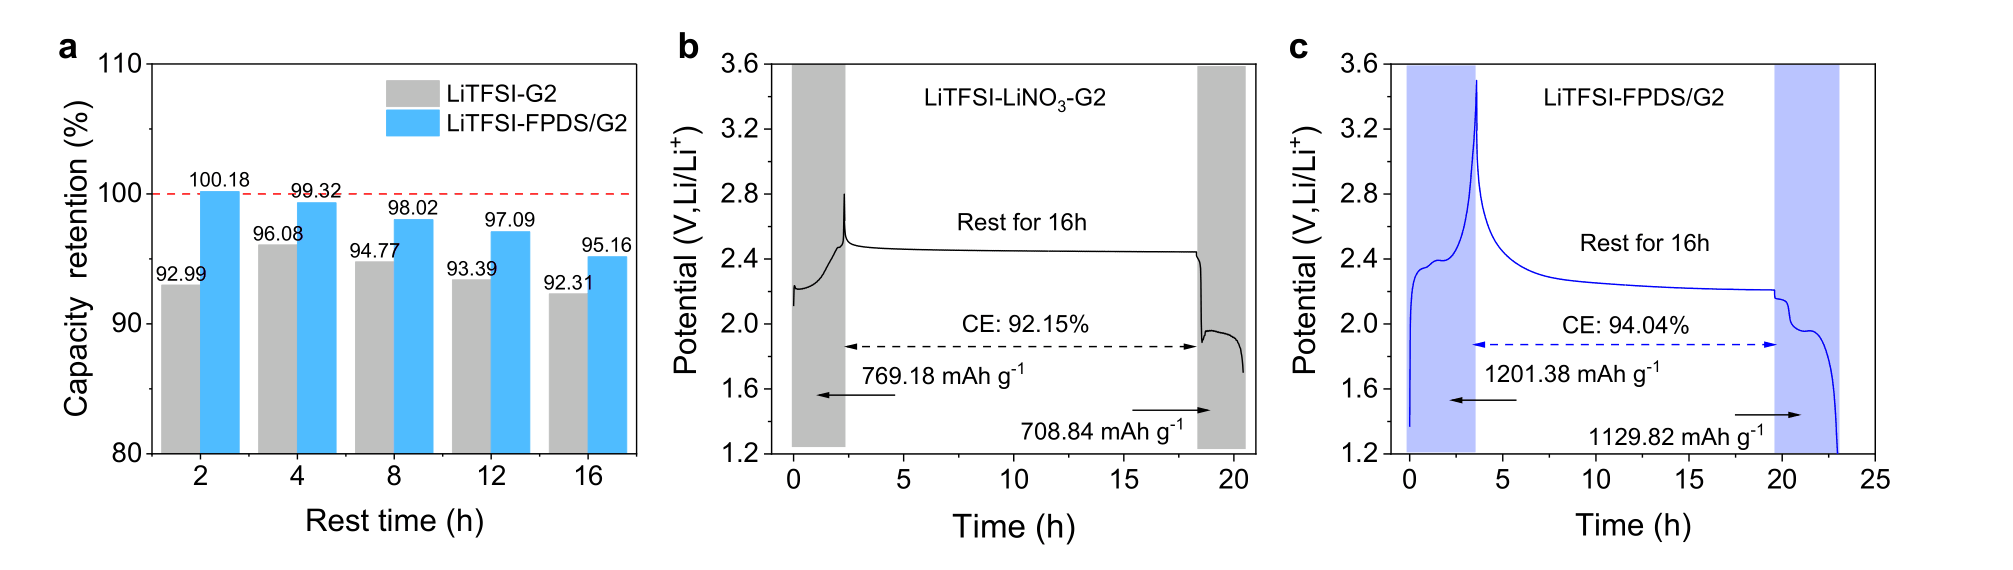 a
110
100
90
80
Capacity retention (%)
LiTFSI-G2
LiTFSI-FPDS/G2
92.99
100.18
96.08
99.32
94.77
98.02
93.39
97.09
92.31
95.16
2 4 8 12 16
Rest time (h)
b
3.6
3.2
2.8
2.4
2.0
1.6
1.2
Potential (V,Li/Li⁺)
LiTFSI-LiNO₃-G2
Rest for 16h
CE: 92.15%
769.18 mAh g⁻¹
708.84 mAh g⁻¹
0 5 10 15 20
Time (h)
c
3.6
3.2
2.8
2.4
2.0
1.6
1.2
Potential (V,Li/Li⁺)
LiTFSI-FPDS/G2
Rest for 16h
CE: 94.04%
1201.38 mAh g⁻¹
1129.82 mAh g⁻¹
0 5 10 15 20 25
Time (h)